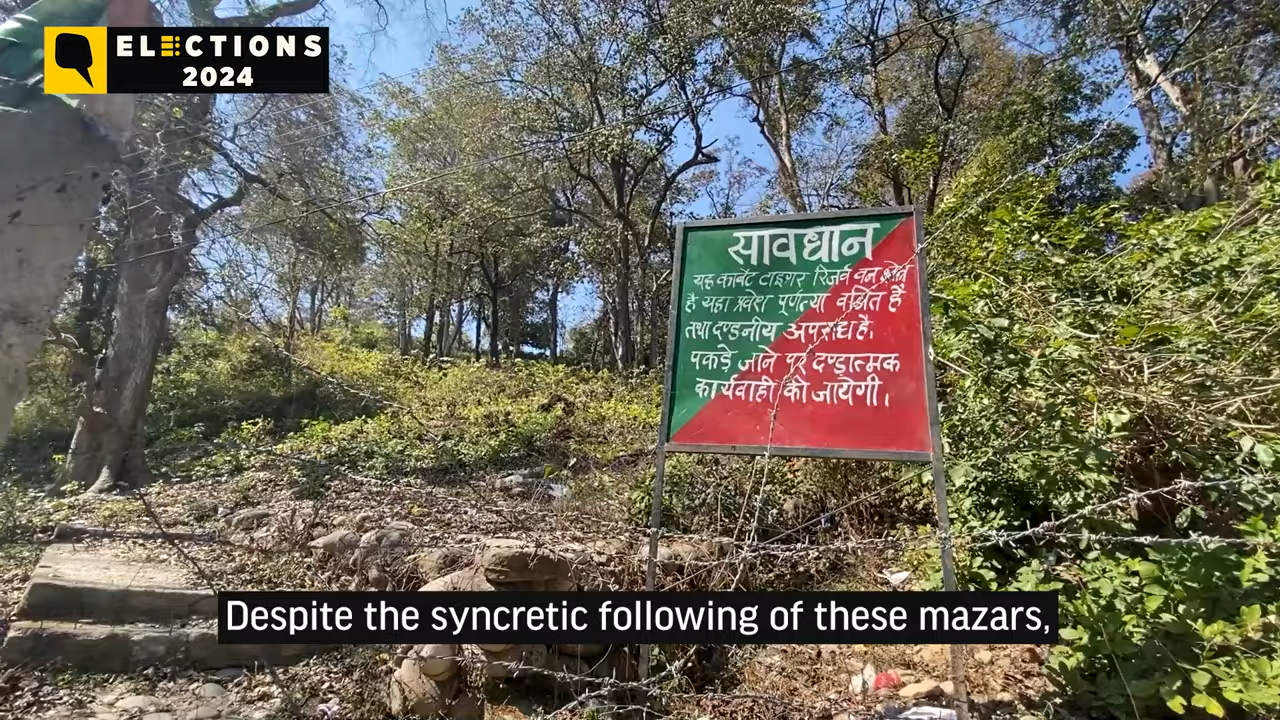 ELECTIONS
2024
सावधान
यह कार्बेट टाइगर रिजर्व वन क्षेत्र
है यहा प्रवेश पूर्णत्या वर्जित है
तथा दण्डनीय अपराध है,
पकड़े जाने पर दण्डात्मक
कार्यवाही की जायेगी।
Despite the syncretic following of these mazars,